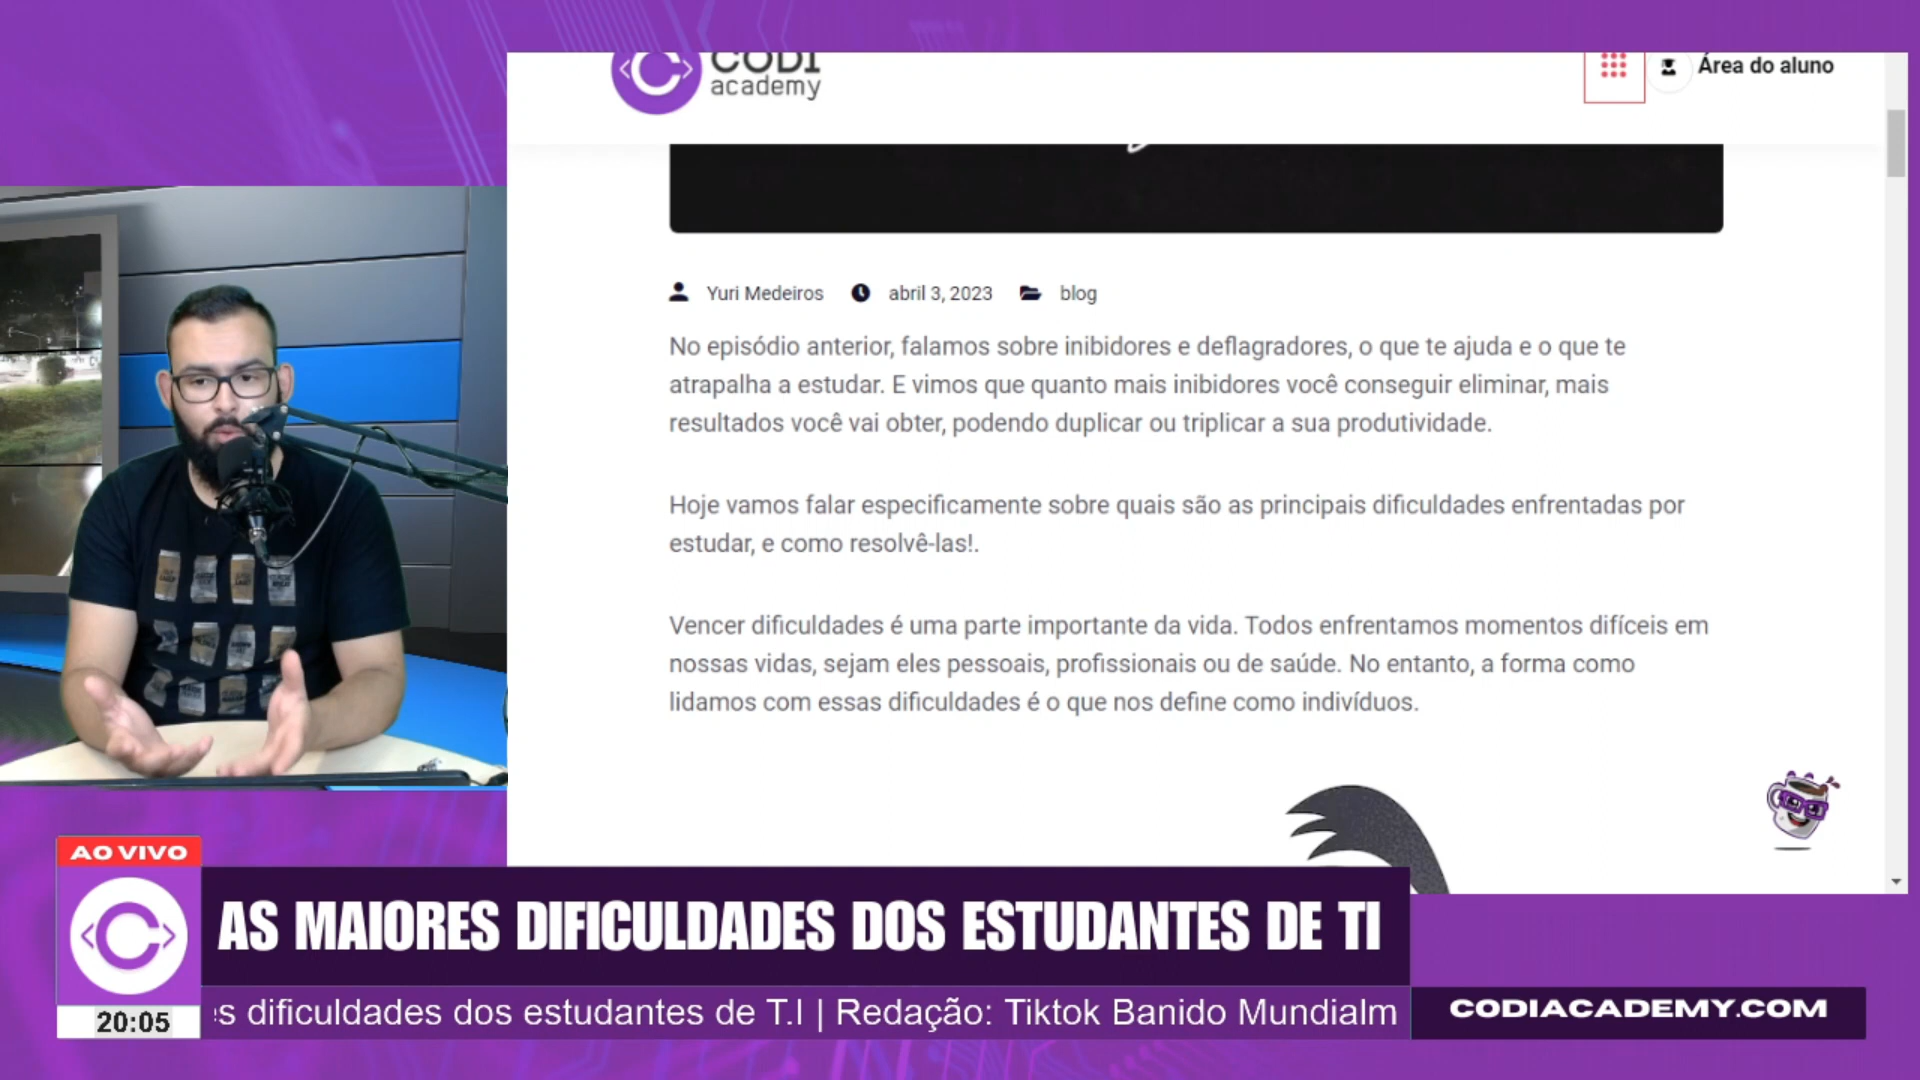 CODI
academy
Área do aluno
Yuri Medeiros abril 3, 2023 blog
No episódio anterior, falamos sobre inibidores e deflagradores, o que te ajuda e o que te
atrapalha a estudar. E vimos que quanto mais inibidores você conseguir eliminar, mais
resultados você vai obter, podendo duplicar ou triplicar a sua produtividade.
Hoje vamos falar especificamente sobre quais são as principais dificuldades enfrentadas por
estudar, e como resolvê-las!.
Vencer dificuldades é uma parte importante da vida. Todos enfrentamos momentos difíceis em
nossas vidas, sejam eles pessoais, profissionais ou de saúde. No entanto, a forma como
lidamos com essas dificuldades é o que nos define como indivíduos.
AO VIVO
AS MAIORES DIFICULDADES DOS ESTUDANTES DE TI
20:05
s dificuldades dos estudantes de T.I | Redação: Tiktok Banido Mundialm
CODIACADEMY.COM